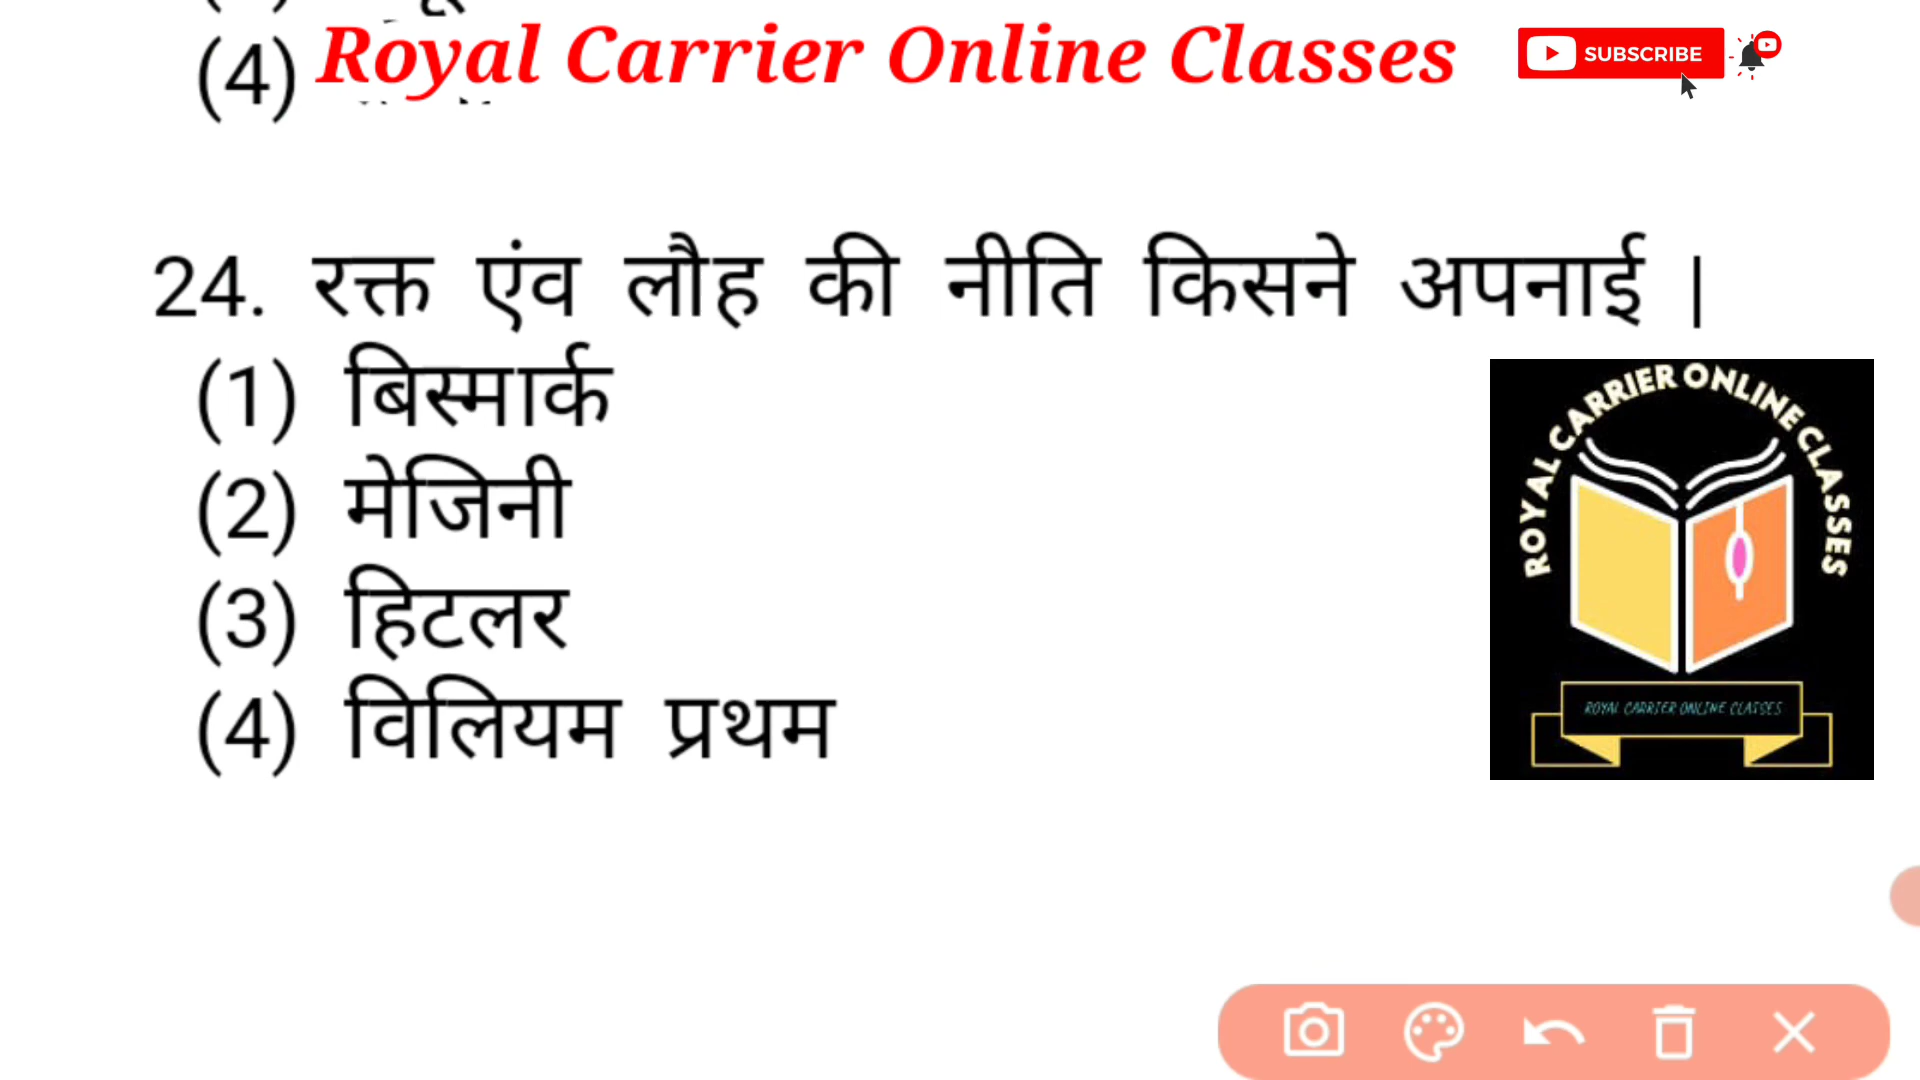 (4) Royal Carrier Online Classes
SUBSCRIBE
24. रक्त एंव लौह की नीति किसने अपनाई |
(1) बिस्मार्क
(2) मेजिनी
(3) हिटलर
(4) विलियम प्रथम
ROYAL CARRIER ONLINE CLASSES
ROYAL CARRIER ONLINE CLASSES